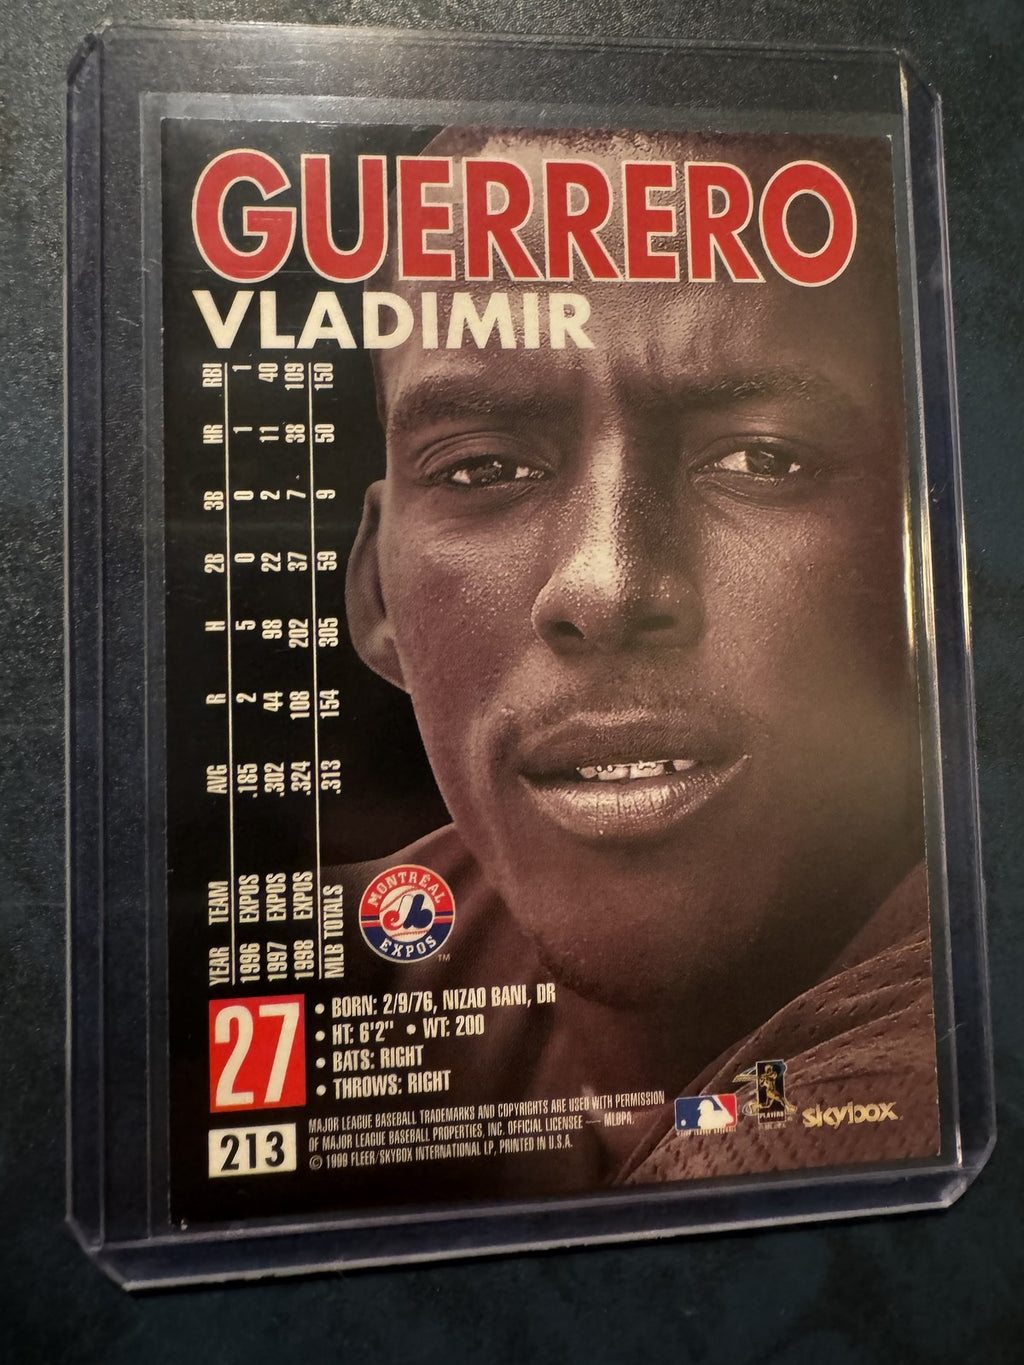 GUERRERO
VLADIMIR
YEAR TEAM AVG R H 2B 3B HR RBI
1996 EXPOS .185 2 5 0 0 1 1
1997 EXPOS .302 44 98 22 2 11 40
1998 EXPOS .324 108 202 37 7 38 109
MLB TOTALS .313 154 305 59 9 50 150
MONTRÉAL
EXPOS
TM
27
• BORN: 2/9/76, NIZAO BANI, DR
• HT: 6'2" • WT: 200
• BATS: RIGHT
• THROWS: RIGHT
213
MAJOR LEAGUE BASEBALL TRADEMARKS AND COPYRIGHTS ARE USED WITH PERMISSION
OF MAJOR LEAGUE BASEBALL PROPERTIES, INC. OFFICIAL LICENSEE — MLBPA.
© 1999 FLEER/SKYBOX INTERNATIONAL LP, PRINTED IN U.S.A.
skybox